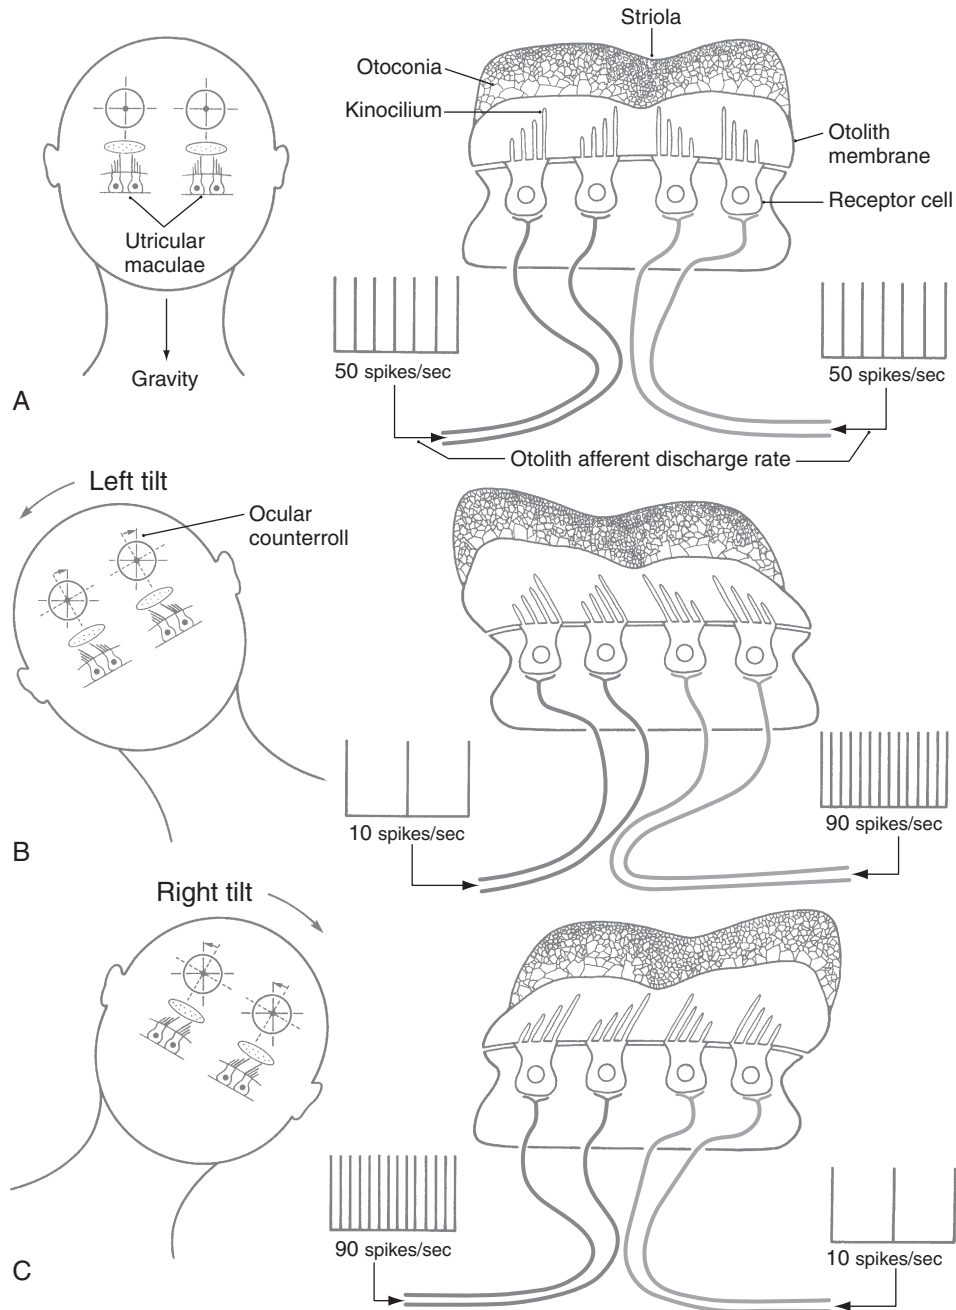 Striola
Otoconia
Kinocilium
Otolith
membrane
Receptor cell
Utricular
maculae
Gravity
50 spikes/sec
50 spikes/sec
A
Otolith afferent discharge rate
Left tilt
Ocular
counterroll
10 spikes/sec
90 spikes/sec
B
Right tilt
90 spikes/sec
10 spikes/sec
C